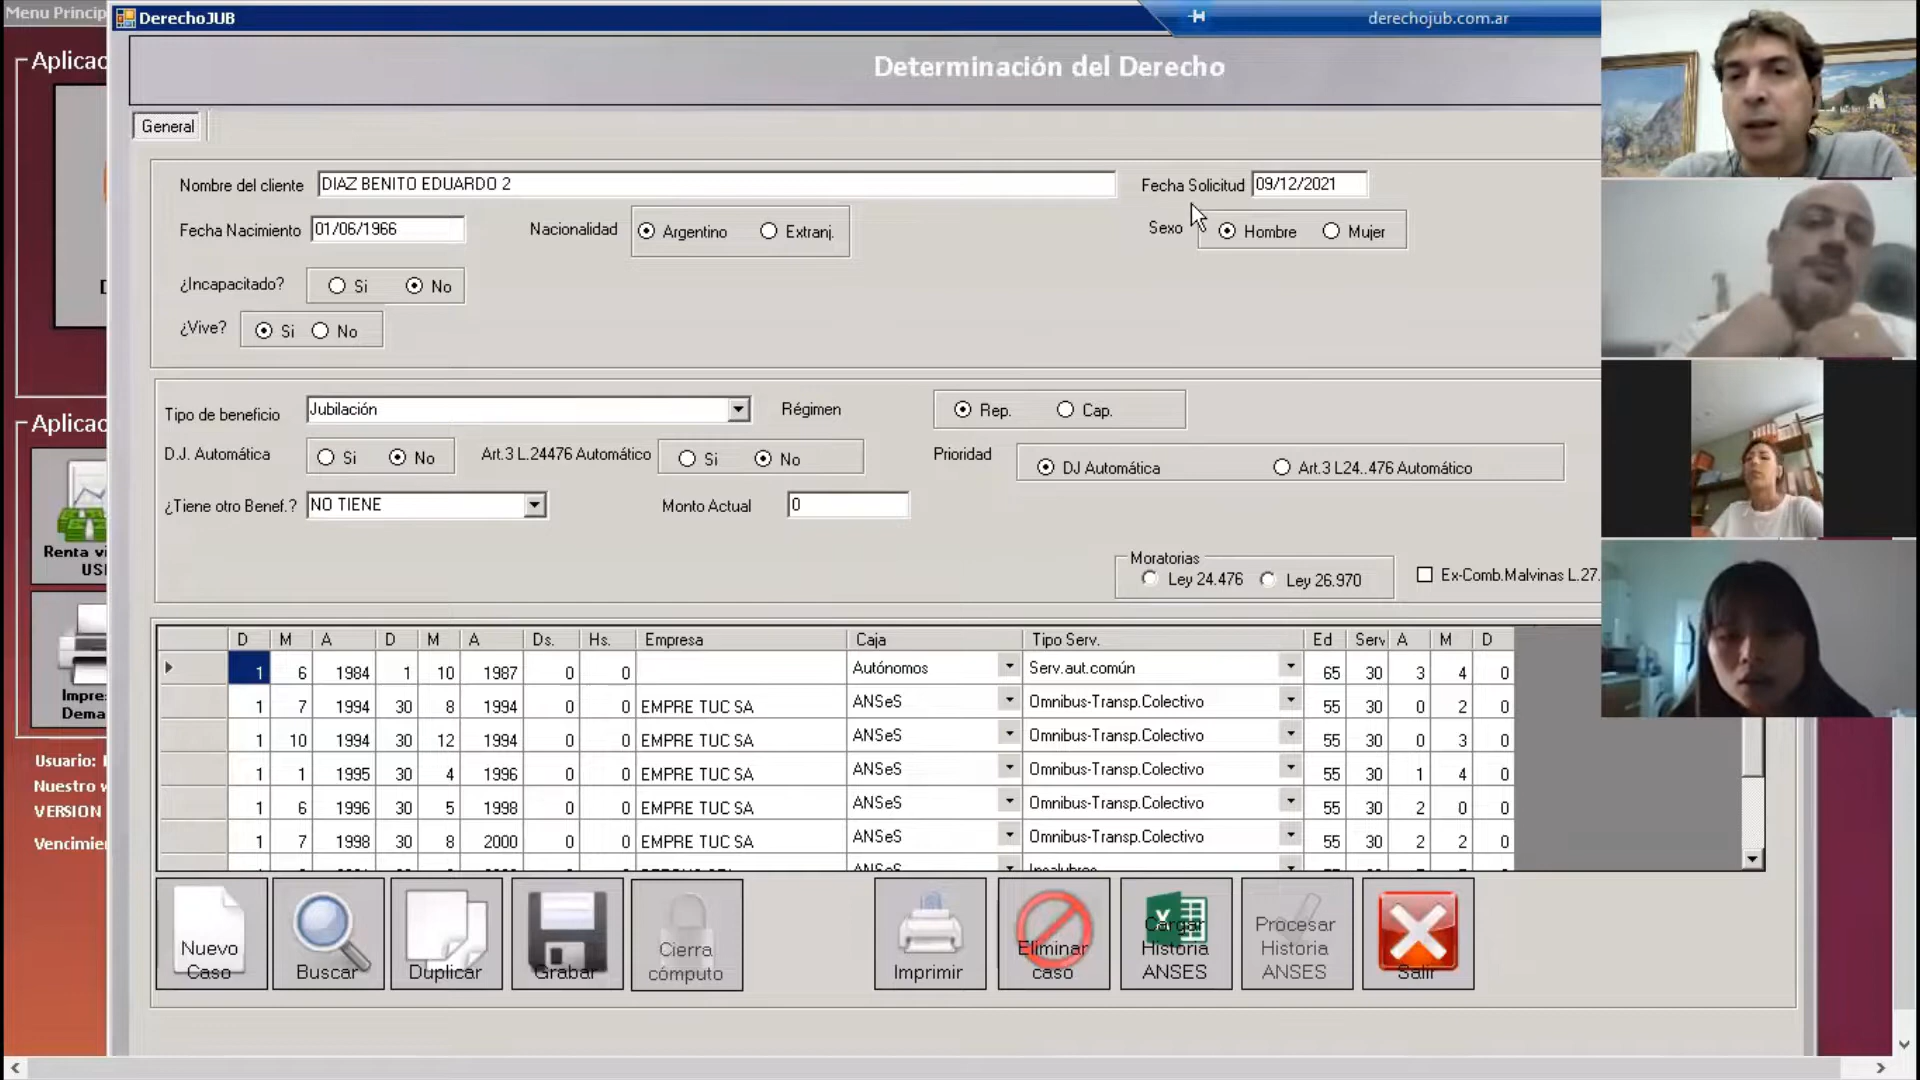 Menu Princip
DerechoJUB
derechojub.com.ar
Aplicac
Determinación del Derecho
General
Nombre del cliente DIAZ BENITO EDUARDO 2 Fecha Solicitud 09/12/2021
Fecha Nacimiento 01/06/1966 Nacionalidad Argentino Extranj. Sexo Hombre Mujer
¿Incapacitado? Si No
¿Vive? Si No
Aplicac
Tipo de beneficio Jubilación Régimen Rep. Cap.
D.J. Automática Si No Art.3 L.24476 Automático Si No Prioridad DJ Automática Art.3 L24..476 Automático
¿Tiene otro Benef.? NO TIENE Monto Actual 0
Renta vi
USI
Moratorias
Ley 24.476 Ley 26.970 Ex-Comb.Malvinas L.27.
D M A D M A Ds. Hs. Empresa Caja Tipo Serv. Ed Serv A M D
1 6 1984 1 10 1987 0 0 Autónomos Serv.aut.común 65 30 3 4 0
1 7 1994 30 8 1994 0 0 EMPRE TUC SA ANSeS Omnibus-Transp.Colectivo 55 30 0 2 0
1 10 1994 30 12 1994 0 0 EMPRE TUC SA ANSeS Omnibus-Transp.Colectivo 55 30 0 3 0
1 1 1995 30 4 1996 0 0 EMPRE TUC SA ANSeS Omnibus-Transp.Colectivo 55 30 1 4 0
1 6 1996 30 5 1998 0 0 EMPRE TUC SA ANSeS Omnibus-Transp.Colectivo 55 30 2 0 0
1 7 1998 30 8 2000 0 0 EMPRE TUC SA ANSeS Omnibus-Transp.Colectivo 55 30 2 2 0
Impre
Dema
Usuario:
Nuestro w
VERSION
Vencimie
Nuevo Caso
Buscar
Duplicar
Grabar
Cierra cómputo
Imprimir
Eliminar caso
Cargar Historia ANSES
Procesar Historia ANSES
Salir